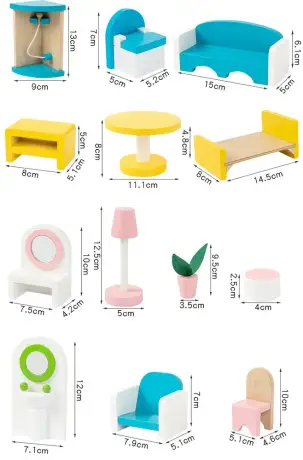 13cm
9cm
7cm
5cm
5.2cm
15cm
6.1cm
5cm
5cm
8cm
5.1cm
8cm
11.1cm
4.8cm
8cm
14.5cm
10cm
7.5cm
4.2cm
12.5cm
5cm
9.5cm
3.5cm
2.5cm
4cm
12cm
7.1cm
7cm
7.9cm
5.1cm
10cm
5.1cm
4.6cm